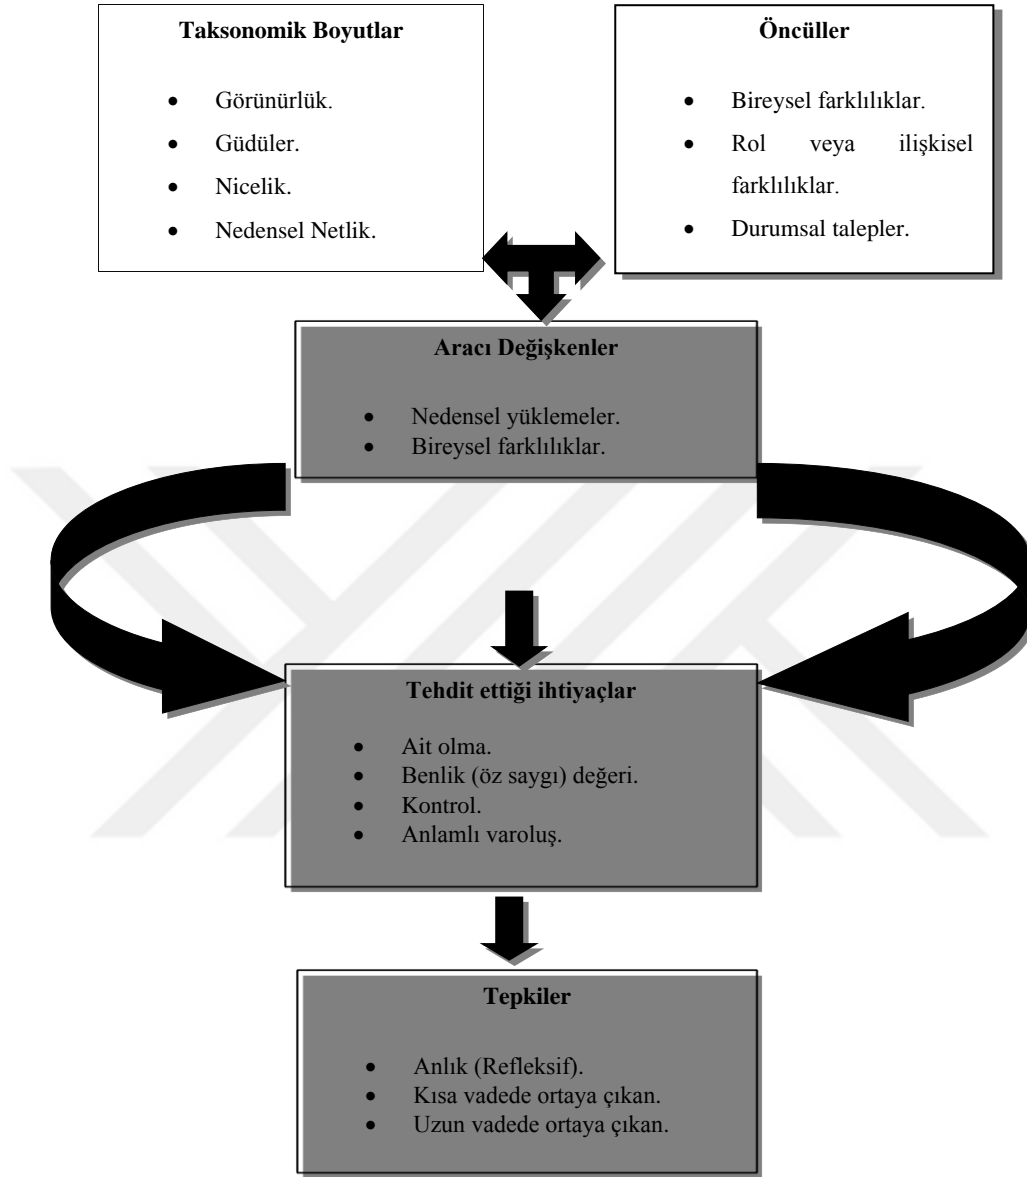 Taksonomik Boyutlar
• Görünürlük.
• Güdüler.
• Nicelik.
• Nedensel Netlik.
Öncüller
• Bireysel farklılıklar.
• Rol veya ilişkisel
farklılıklar.
• Durumsal talepler.
Aracı Değişkenler
• Nedensel yüklemeler.
• Bireysel farklılıklar.
Tehdit ettiği ihtiyaçlar
• Ait olma.
• Benlik (öz saygı) değeri.
• Kontrol.
• Anlamlı varoluş.
Tepkiler
• Anlık (Refleksif).
• Kısa vadede ortaya çıkan.
• Uzun vadede ortaya çıkan.